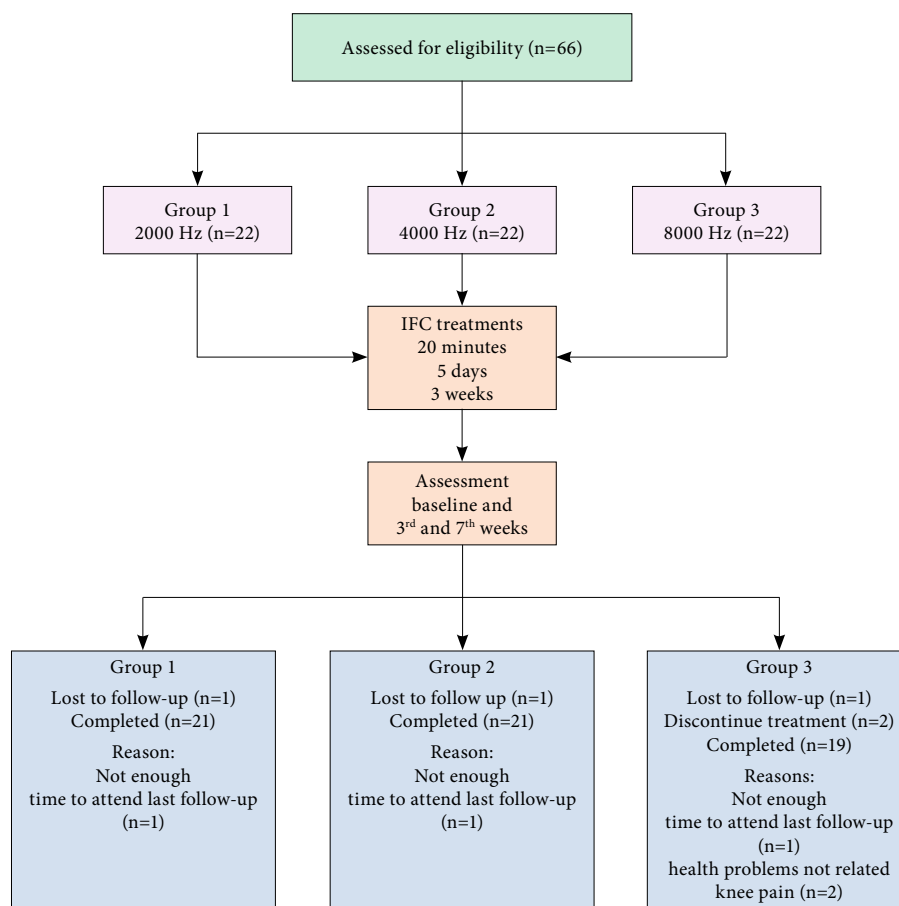 Assessed for eligibility (n=66)
Group 1
2000 Hz (n=22)
Group 2
4000 Hz (n=22)
Group 3
8000 Hz (n=22)
IFC treatments
20 minutes
5 days
3 weeks
Assessment
baseline and
3rd and 7th weeks
Group 1
Lost to follow-up (n=1)
Completed (n=21)
Reason:
Not enough
time to attend last follow-up
(n=1)
Group 2
Lost to follow up (n=1)
Completed (n=21)
Reason:
Not enough
time to attend last follow-up
(n=1)
Group 3
Lost to follow-up (n=1)
Discontinue treatment (n=2)
Completed (n=19)
Reasons:
Not enough
time to attend last follow-up
(n=1)
health problems not related
knee pain (n=2)